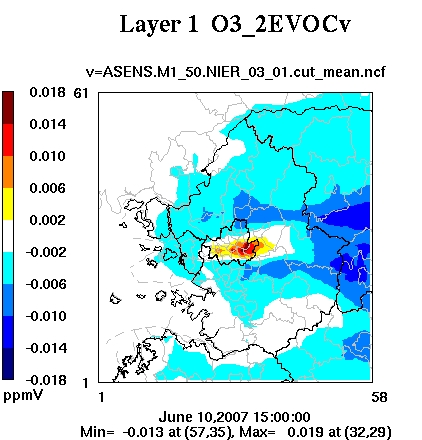 Layer 1 O3_2EVOCv
v=ASENS.M1_50.NIER_03_01.cut_mean.ncf
0.018
0.014
0.010
0.006
0.002
-0.002
-0.006
-0.010
-0.014
-0.018
ppmV
61
1
1
58
June 10,2007 15:00:00
Min= -0.013 at (57,35), Max= 0.019 at (32,29)